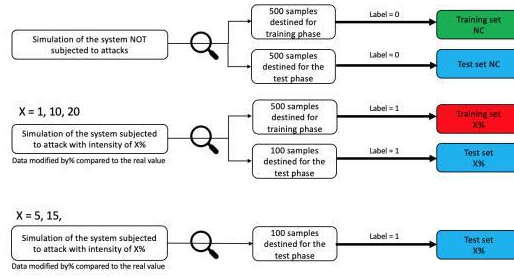 Simulation of the system NOT
subjected to attacks
500 samples
destined for
training phase
Label = 0
Training set
NC
500 samples
destined for the
test phase
Label = 0
Test set NC
X = 1, 10, 20
Simulation of the system subjected
to attack with intensity of X%
Data modified by% compared to the real value
500 samples
destined for
training phase
Label = 1
Training set
X%
100 samples
destined for the
test phase
Label = 1
Test set
X%
X = 5, 15,
Simulation of the system subjected
to attack with intensity of X%
Data modified by% compared to the real value
100 samples
destined for the
test phase
Label = 1
Test set
X%